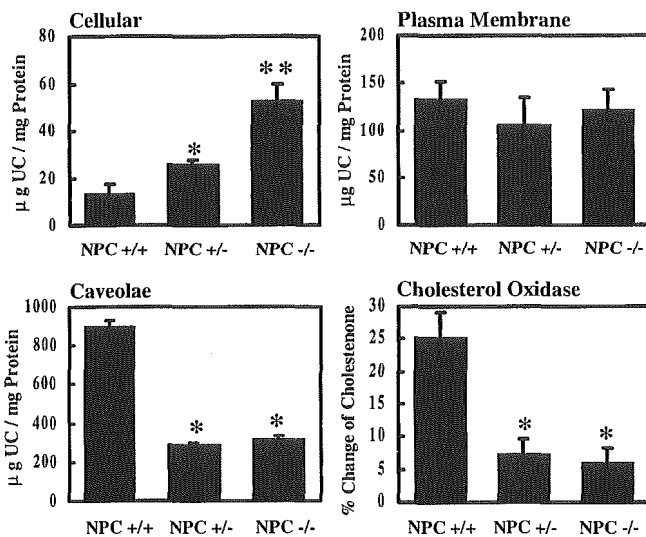 Cellular
µ g UC / mg Protein
80
60
40
20
0
*
* *
NPC +/+ NPC +/- NPC -/-
Plasma Membrane
µg UC / mg Protein
200
150
100
50
0
NPC +/+ NPC +/- NPC -/-
Caveolae
µ g UC / mg Protein
1000
800
600
400
200
0
*
*
NPC +/+ NPC +/- NPC -/-
Cholesterol Oxidase
% Change of Cholestenone
30
25
20
15
10
5
0
*
*
NPC +/+ NPC +/- NPC -/-